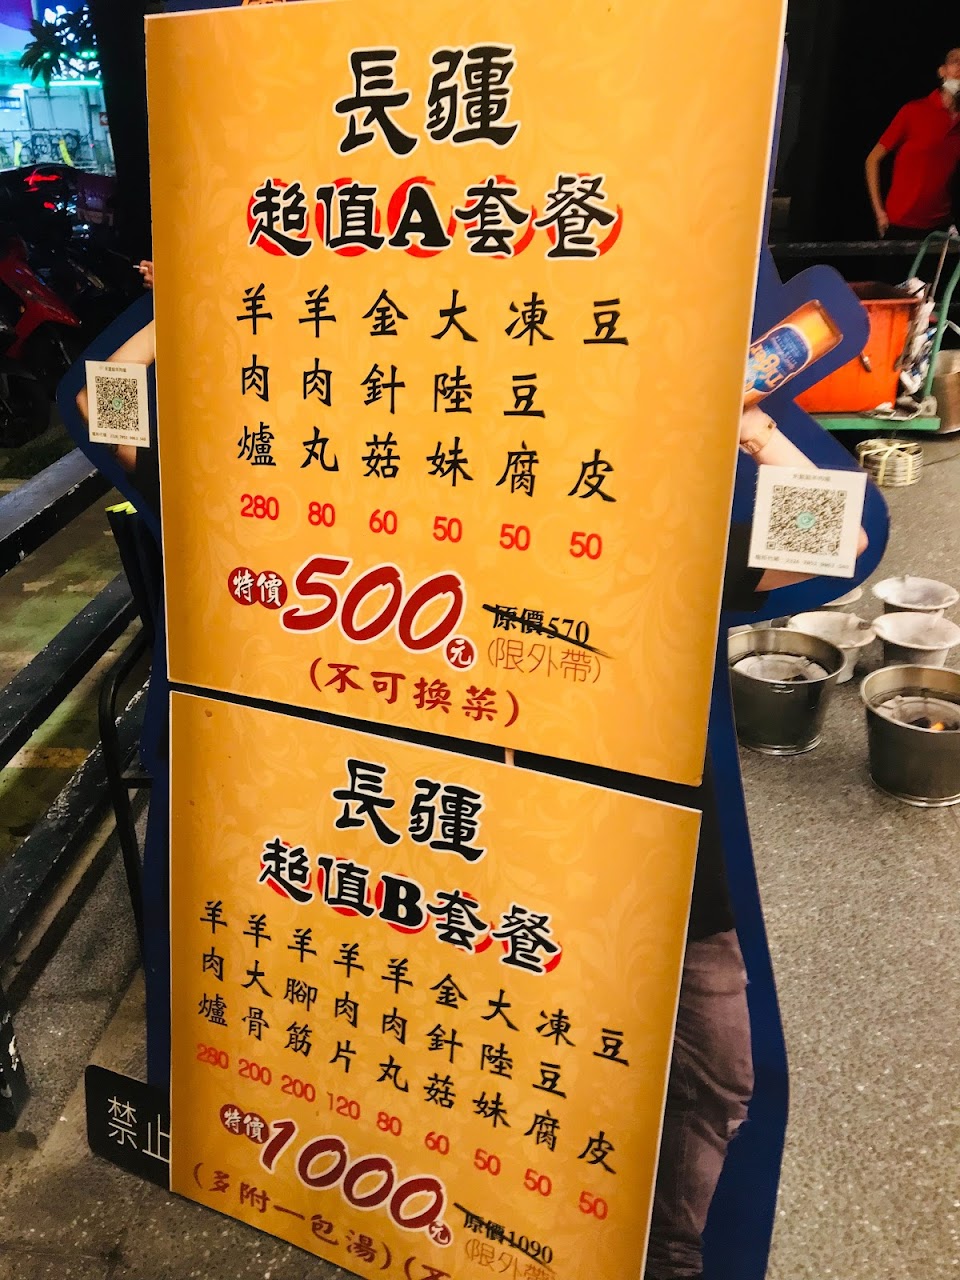 長疆
超值A套餐
羊肉爐 280
羊肉丸 80
金針菇 60
大陸妹 50
凍豆腐 50
豆皮 50
特價500元
原價570
(限外帶)
(不可換菜)
長疆
超值B套餐
羊肉爐 280
羊大骨 200
羊腳筋 200
羊肉片 120
羊肉丸 80
金針菇 60
大陸妹 50
凍豆腐 50
豆皮 50
特價1000元
原價1090
(限外帶
(多附一包湯)(不
禁止